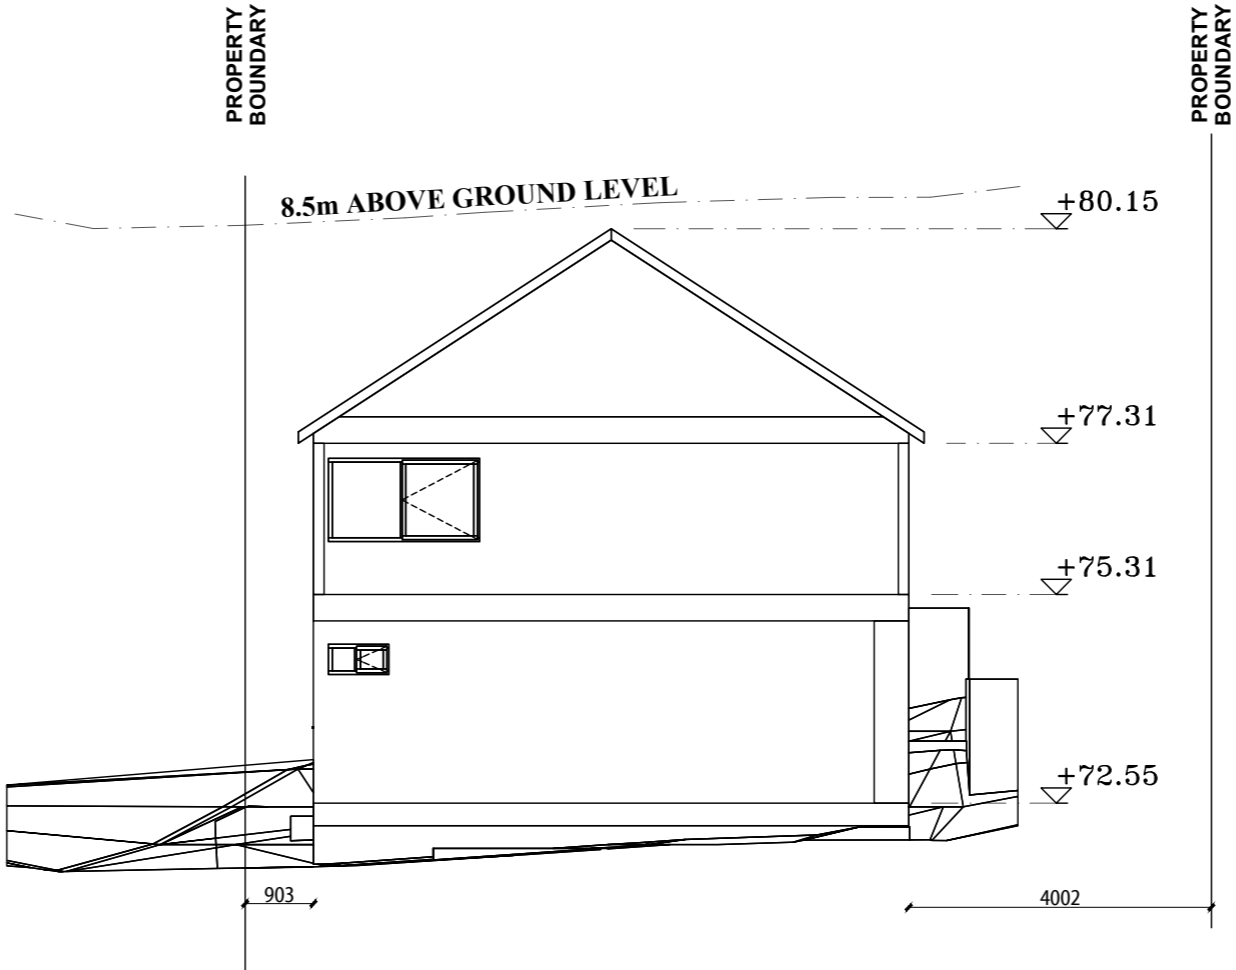 PROPERTY
BOUNDARY
PROPERTY
BOUNDARY
8.5m ABOVE GROUND LEVEL
+80.15
+77.31
+75.31
+72.55
903
4002